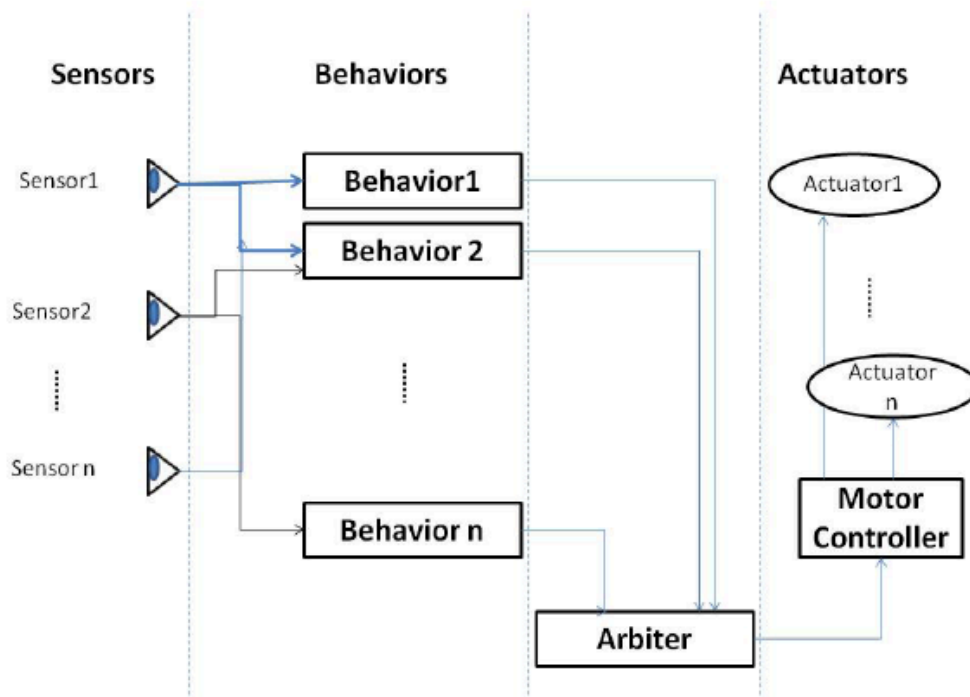 Sensors
Behaviors
Actuators
Sensor1
Behavior1
Actuator1
Behavior 2
Sensor2
Actuator
n
Sensor n
Behavior n
Motor
Controller
Arbiter